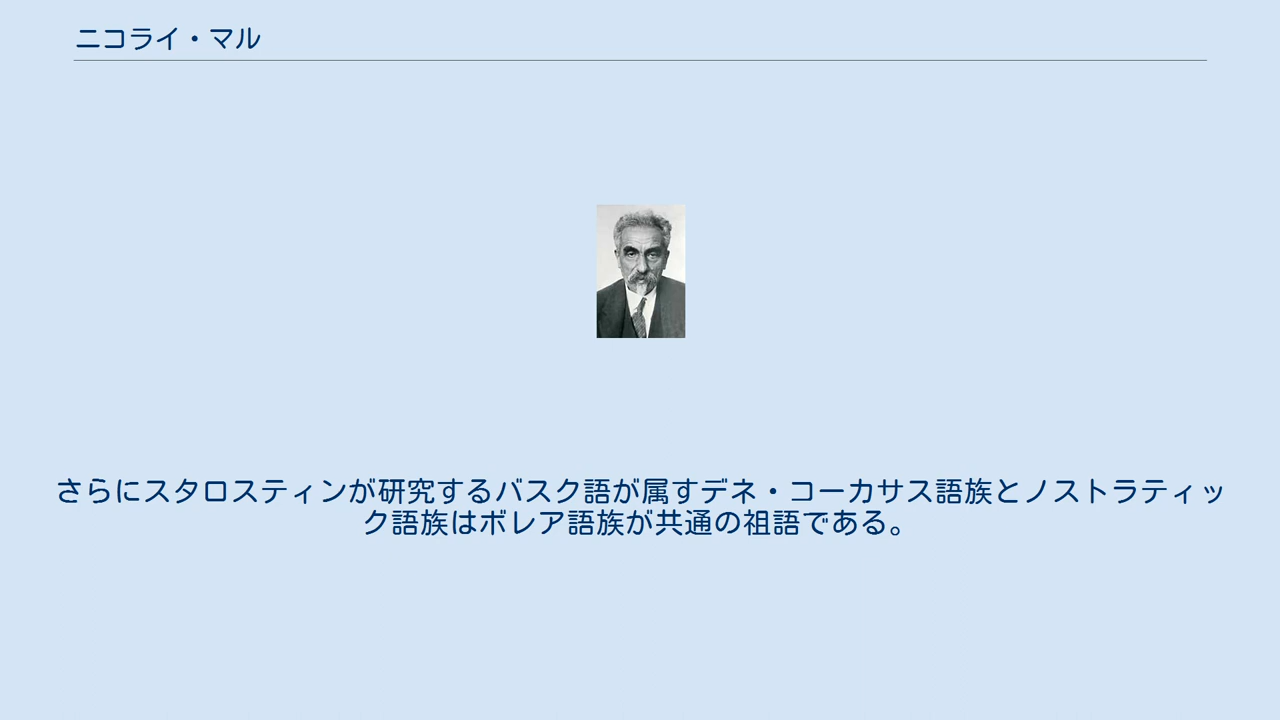 ニコライ・マル
さらにスタロスティンが研究するバスク語が属すデネ・コーカサス語族とノストラティッ
ク語族はボレア語族が共通の祖語である。